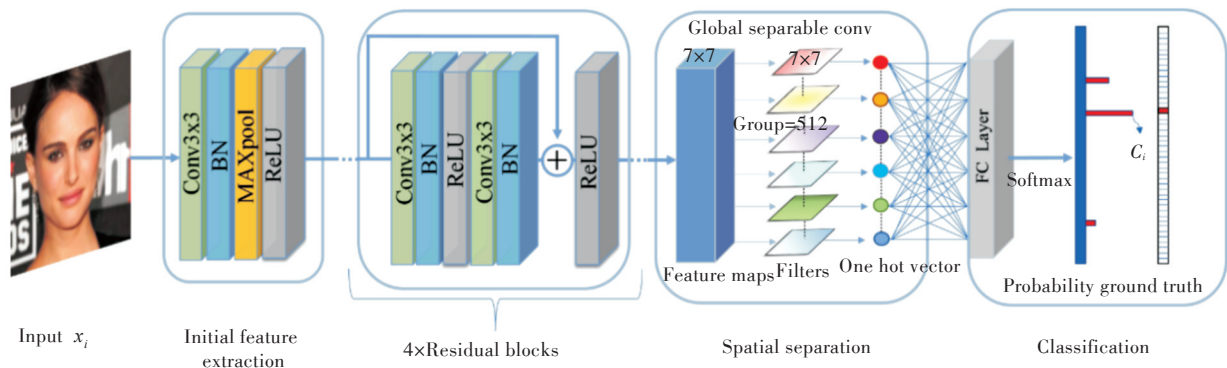 Global separable conv
7×7
7×7
Group=512
Conv3x3
BN
MAXpool
ReLU
Conv3x3
BN
ReLU
Conv3x3
BN
+
ReLU
FC Layer
Softmax
C_i
Feature maps
Filters
One hot vector
Probability ground truth
Input x_i
Initial feature
extraction
4×Residual blocks
Spatial separation
Classification